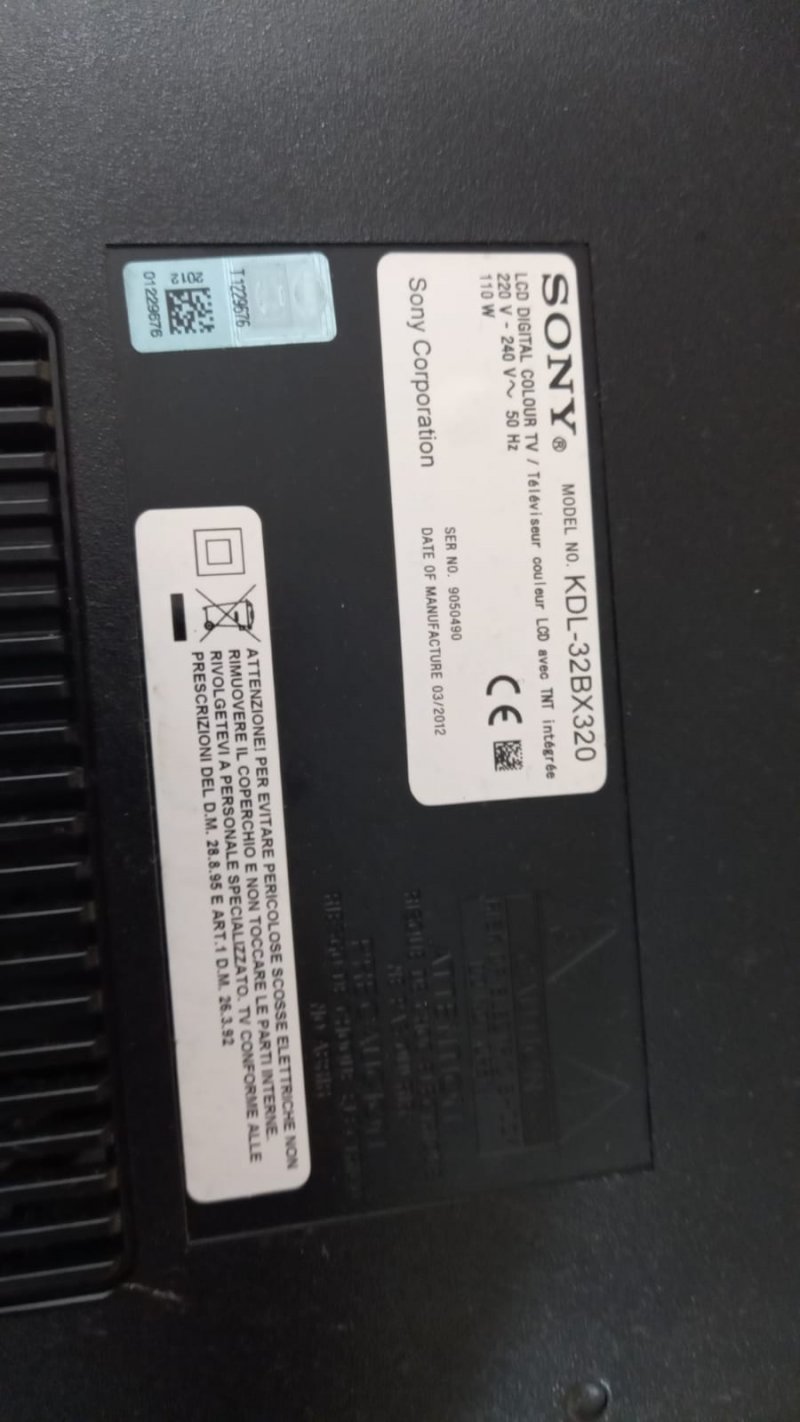 SONY® MODEL NO. KDL-32BX320
LCD DIGITAL COLOUR TV / Téléviseur couleur LCD avec TNT intégrée
220 V - 240 V~ 50 Hz
110 W
CE
SER NO. 9050490
DATE OF MANUFACTURE 03/2012
Sony Corporation
T1229676
2012
01229676
ATTENZIONE! PER EVITARE PERICOLOSE SCOSSE ELETTRICHE NON
RIMUOVERE IL COPERCHIO E NON TOCCARE LE PARTI INTERNE.
RIVOLGETEVI A PERSONALE SPECIALIZZATO. TV CONFORME ALLE
PRESCRIZIONI DEL D.M. 28.8.95 E ART.1 D.M. 26.3.92
ATTENTION